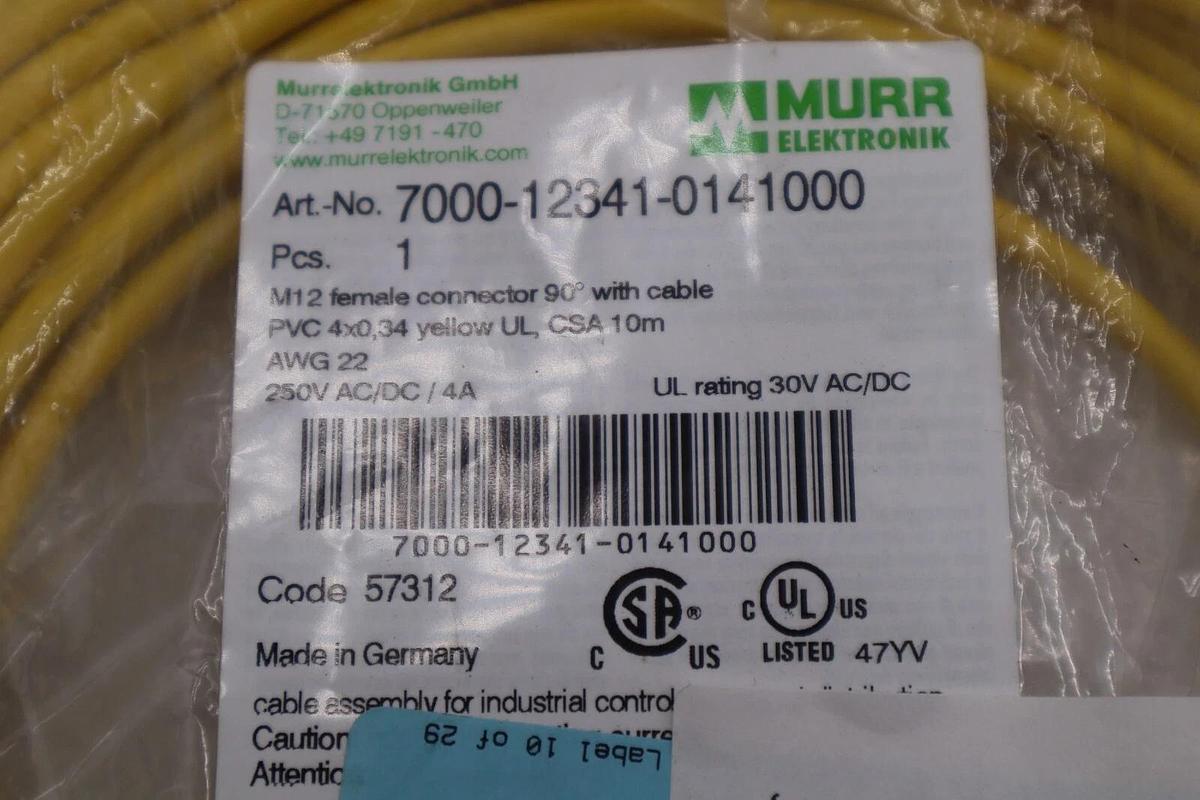 Murrelektronik GmbH
D-71570 Oppenweiler
Tel. +49 7191 -470
www.murrelektronik.com
MURR
ELEKTRONIK
Art.-No. 7000-12341-0141000
Pcs. 1
M12 female connector 90° with cable
PVC 4x0,34 yellow UL, CSA 10m
AWG 22
250V AC/DC / 4A UL rating 30V AC/DC
7000-12341-0141000
Code 57312
SA ®
C US
C UL US
LISTED 47YV
Made in Germany
cable assembly for industrial control
Caution
Attentio
Label 10 of 29